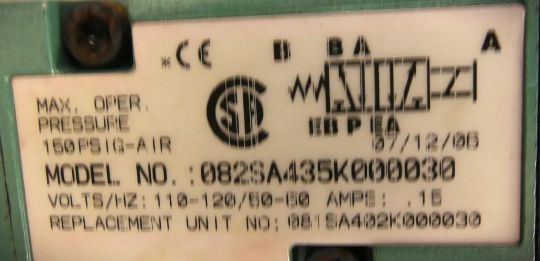 *CE B B A A
MAX. OPER.
PRESSURE
150PSIG-AIR
SP
EB P EA
07/12/06
MODEL NO.:082SA435K000030
VOLTS/HZ: 110-120/50-60 AMPS: .15
REPLACEMENT UNIT NO: 081SA402K000030